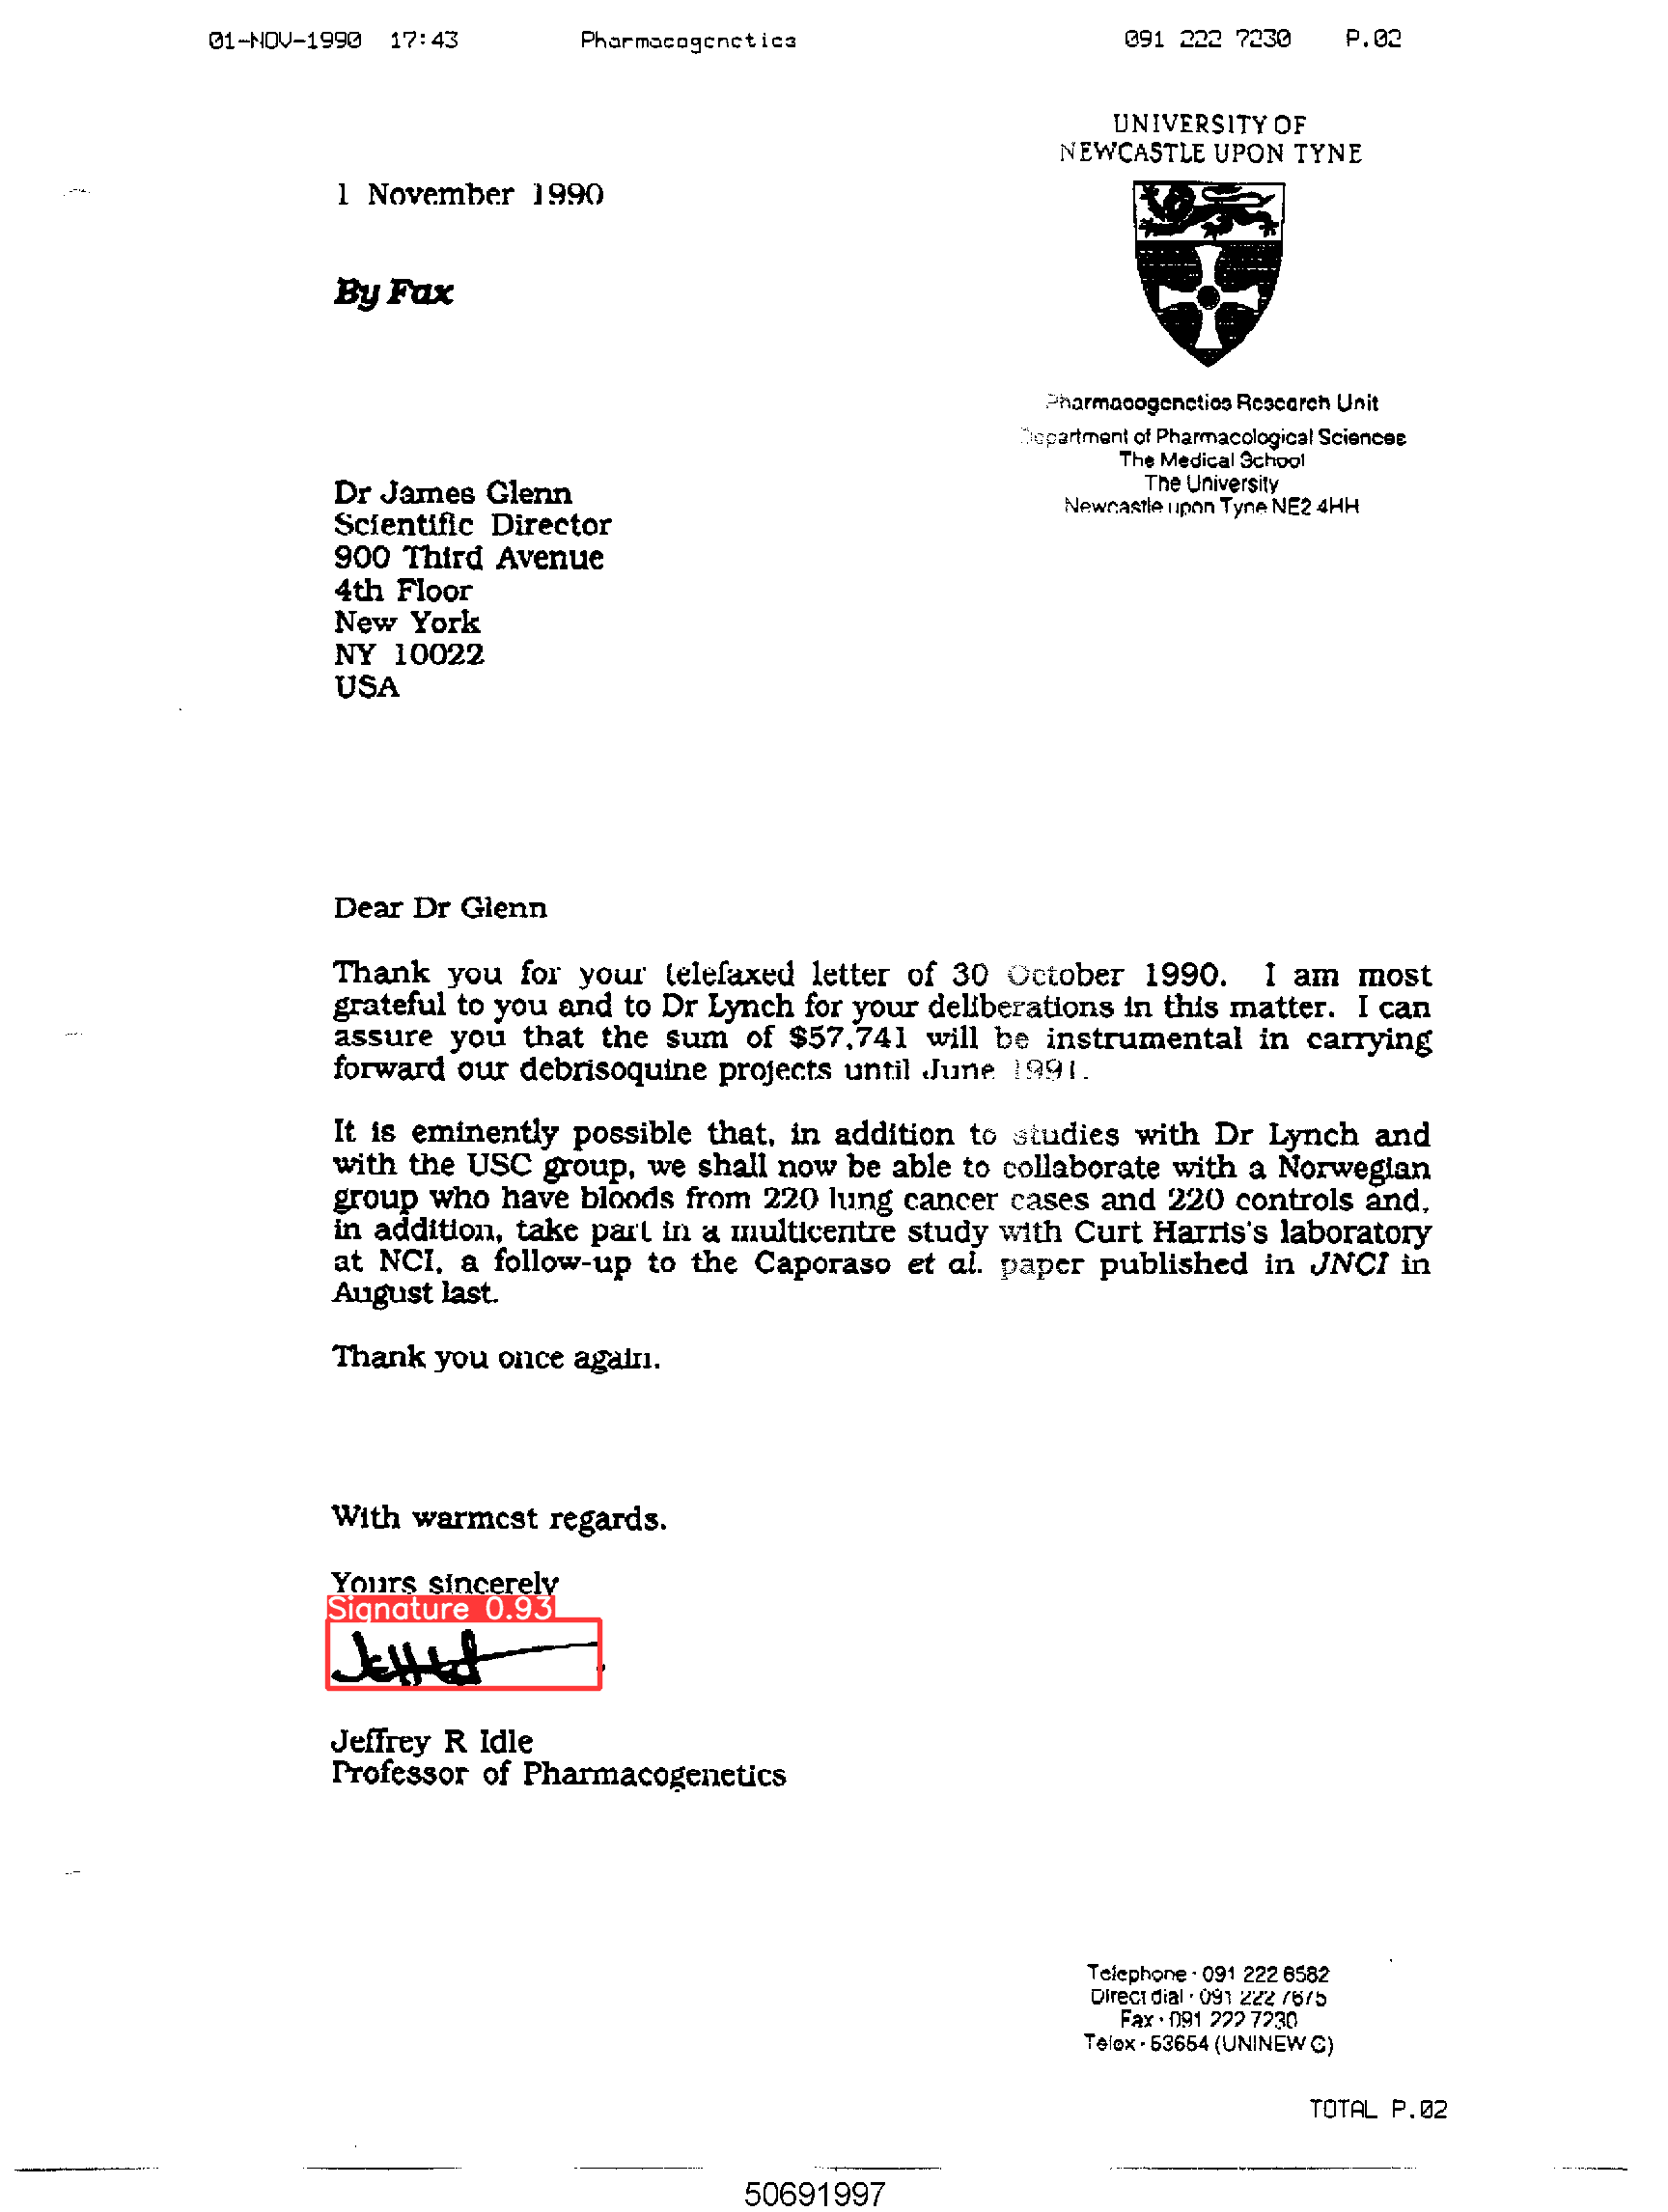 01-NOV-1990 17:43 Pharmacogenetics 091 222 7230 P.02
UNIVERSITY OF
NEWCASTLE UPON TYNE
1 November 1990
By Fax
Pharmacogenetics Research Unit
Department of Pharmacological Sciences
The Medical School
The University
Newcastle upon Tyne NE2 4HH
Dr James Glenn
Scientific Director
900 Third Avenue
4th Floor
New York
NY 10022
USA
Dear Dr Glenn
Thank you for your telefaxed letter of 30 October 1990. I am most
grateful to you and to Dr Lynch for your deliberations in this matter. I can
assure you that the sum of $57,741 will be instrumental in carrying
forward our debrisoquine projects until June 1991.
It is eminently possible that, in addition to studies with Dr Lynch and
with the USC group, we shall now be able to collaborate with a Norwegian
group who have bloods from 220 lung cancer cases and 220 controls and,
in addition, take part in a multicentre study with Curt Harris's laboratory
at NCI, a follow-up to the Caporaso et al. paper published in JNCI in
August last.
Thank you once again.
With warmest regards.
Yours sincerely
Signature 0.93
Jeffrey R Idle
Professor of Pharmacogenetics
Telephone · 091 222 6582
Direct dial · 091 222 7675
Fax · 091 222 7230
Telex · 53654 (UNINEW G)
TOTAL P.02
50691997